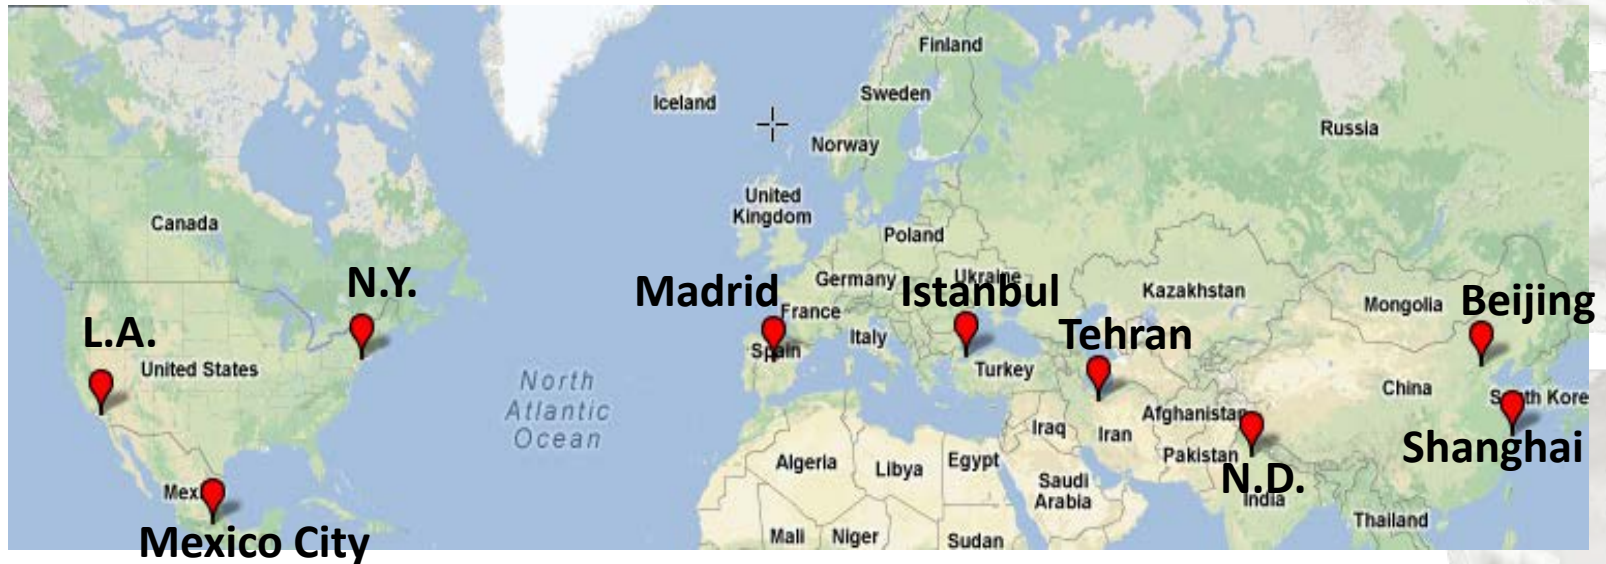 Finland
Iceland
Sweden
Russia
Norway
United
Kingdom
Canada
Poland
N.Y.
Madrid
Germany
Istanbul
Ukraine
Kazakhstan
Mongolia
Beijing
L.A.
France
Italy
Tehran
Spain
United States
Turkey
North
Atlantic
Ocean
China
South Kore
Afghanistan
Iraq
Iran
Pakistan
Shanghai
Algeria
Libya
Egypt
Saudi
Arabia
N.D.
India
Thailand
Mexico City
Mali
Niger
Sudan